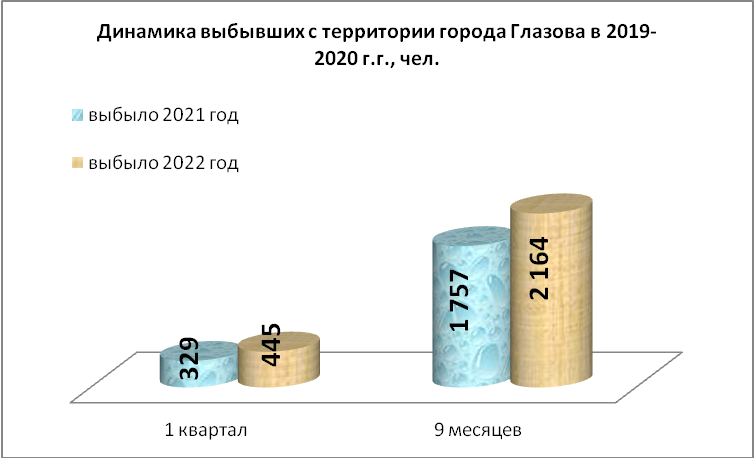 Динамика выбывших с территории города Глазова в 2019-
2020 г.г., чел.
выбыло 2021 год
выбыло 2022 год
329
445
1 757
2 164
1 квартал
9 месяцев